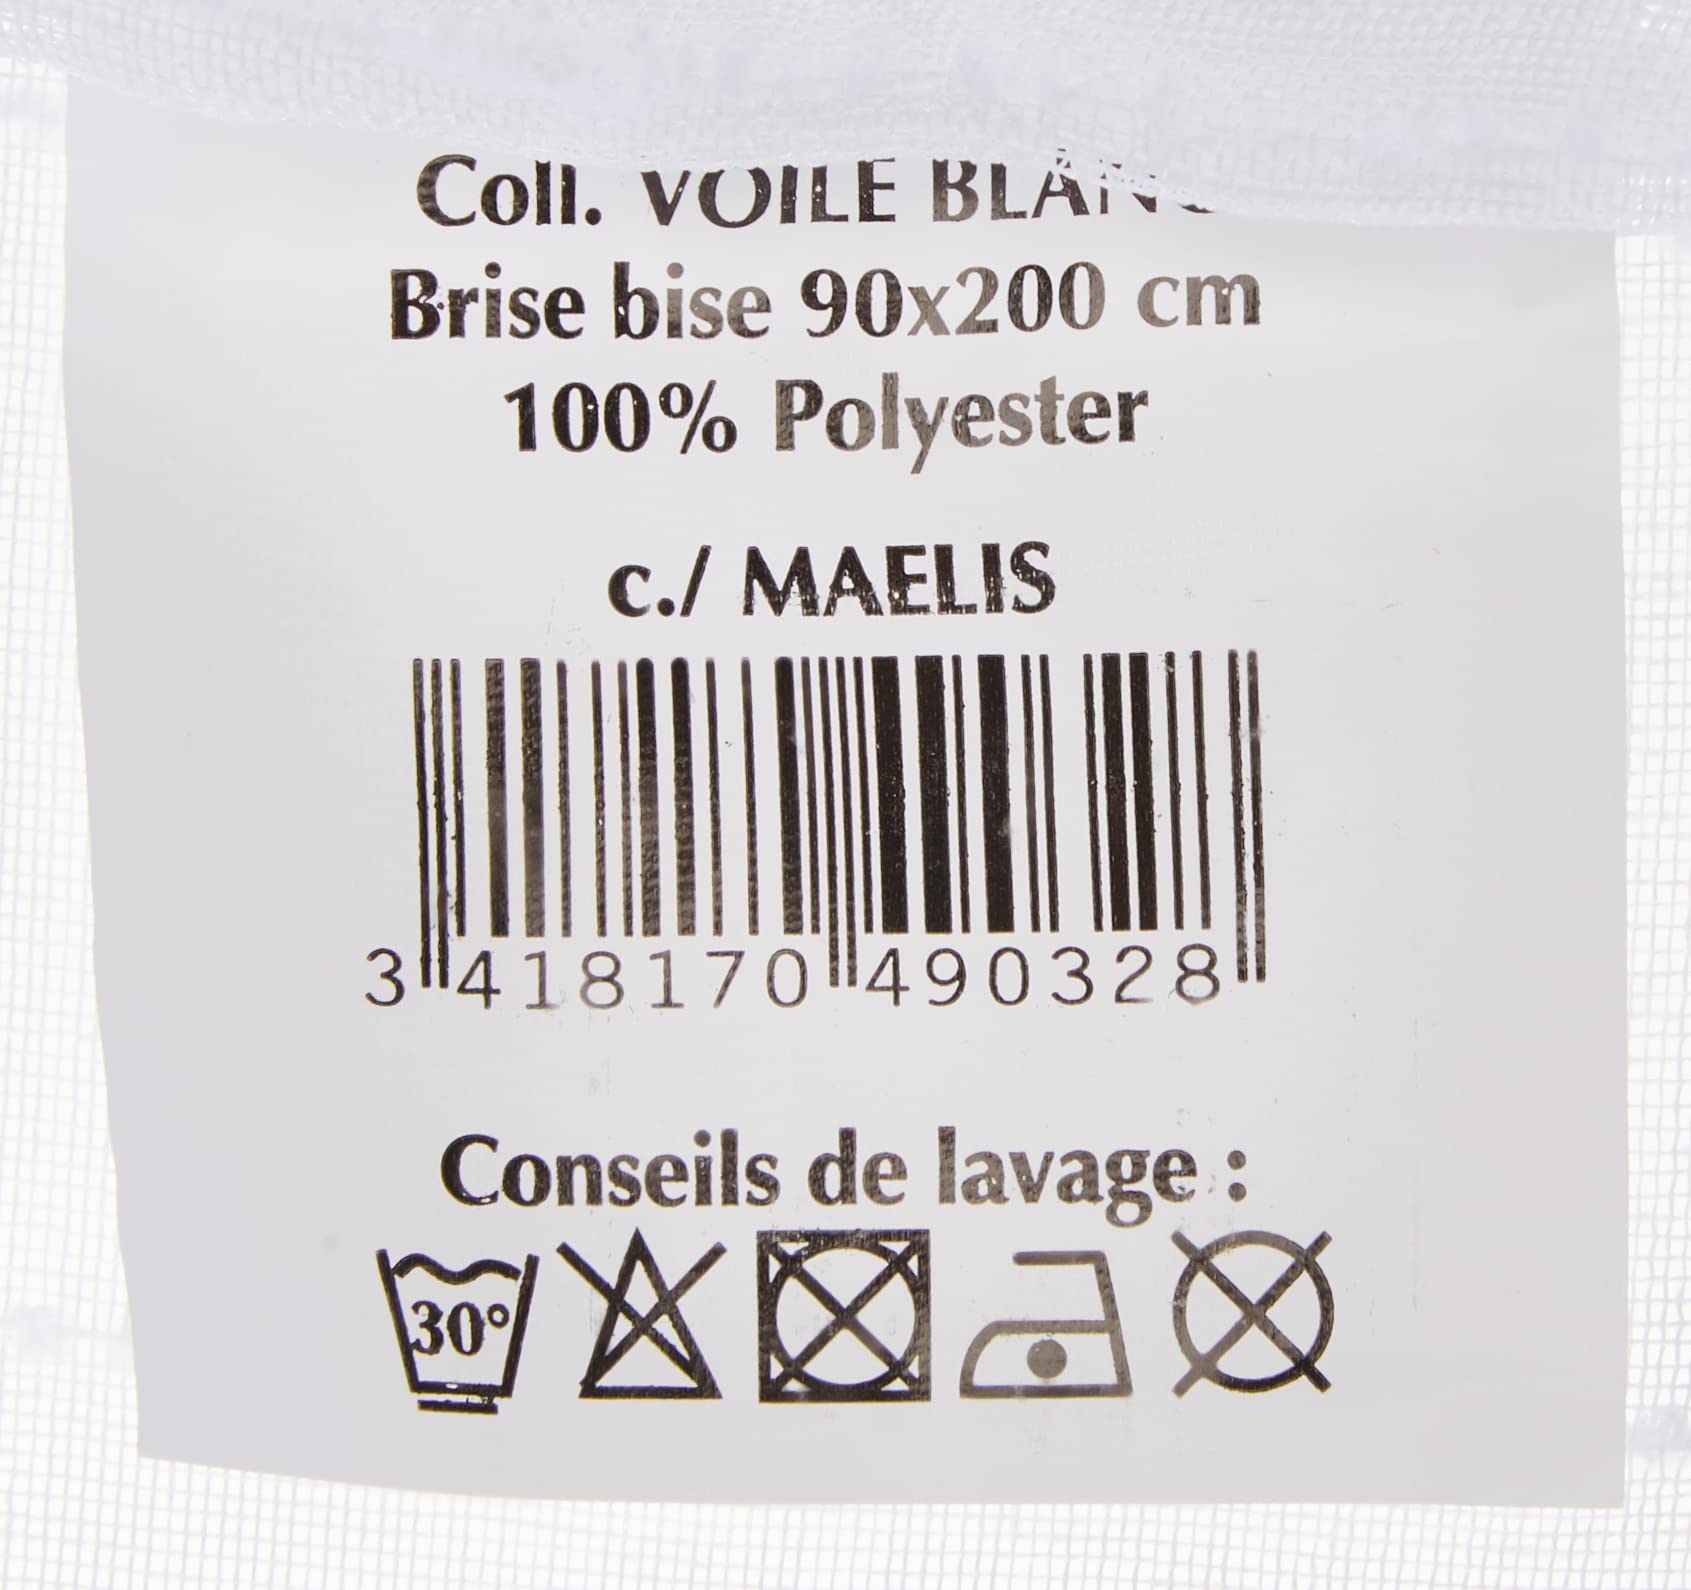 Coll. VOILE BLANC
Brise bise 90x200 cm
100% Polyester
c./ MAELIS
3 418170 490328
Conseils de lavage :
30°